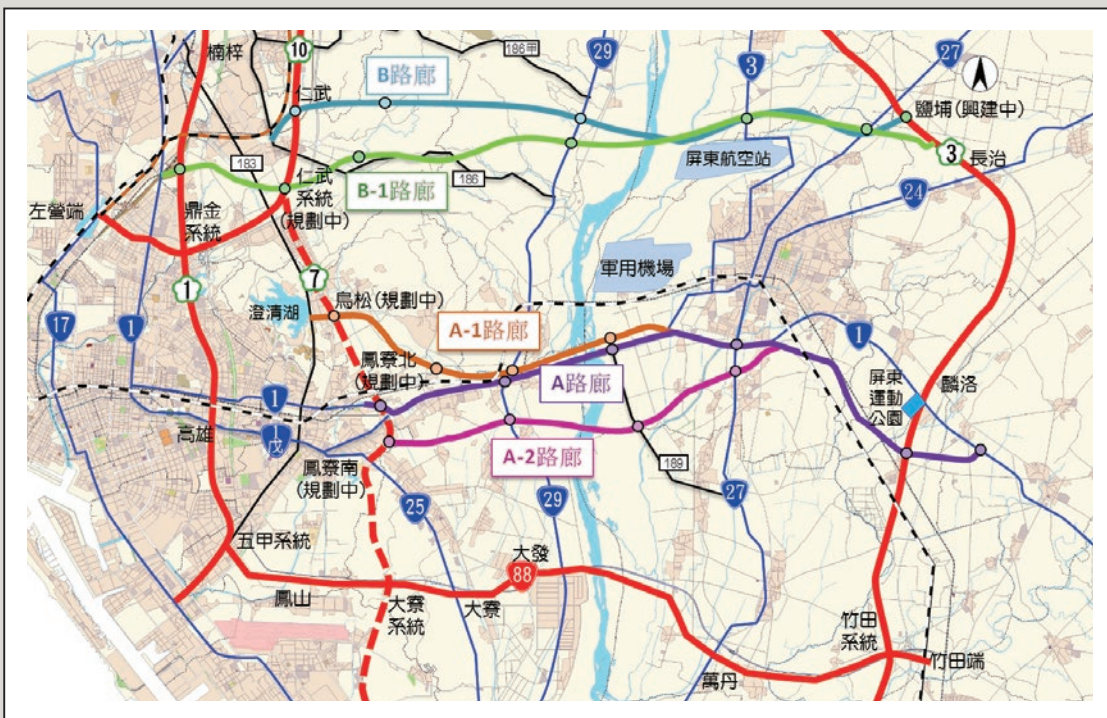 楠梓
10
186甲
29
3
27
B路廊
仁武
鹽埔(興建中)
屏東航空站
3
長治
183
186
B-1路廊
仁武
系統
(規劃中)
24
左營端
鼎金
系統
軍用機場
7
1
鳥松(規劃中)
澄清湖
17
1
A-1路廊
1
鳳寮北
(規劃中)
A路廊
屏東
運動
公園
麟洛
1
高雄
1戊
A-2路廊
鳳寮南
(規劃中)
189
25
29
27
五甲系統
大發
88
鳳山
大寮
系統
大寮
竹田
系統
竹田端
萬丹